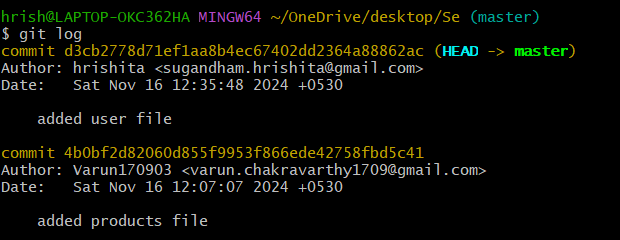 hrish@LAPTOP-OKC362HA MINGW64 ~/OneDrive/desktop/Se (master)
$ git log
commit d3cb2778d71ef1aa8b4ec67402dd2364a88862ac (HEAD -> master)
Author: hrishita <sugandham.hrishita@gmail.com>
Date:   Sat Nov 16 12:35:48 2024 +0530

    added user file

commit 4b0bf2d82060d855f9953f866ede42758fbd5c41
Author: Varun170903 <varun.chakravarthy1709@gmail.com>
Date:   Sat Nov 16 12:07:07 2024 +0530

    added products file